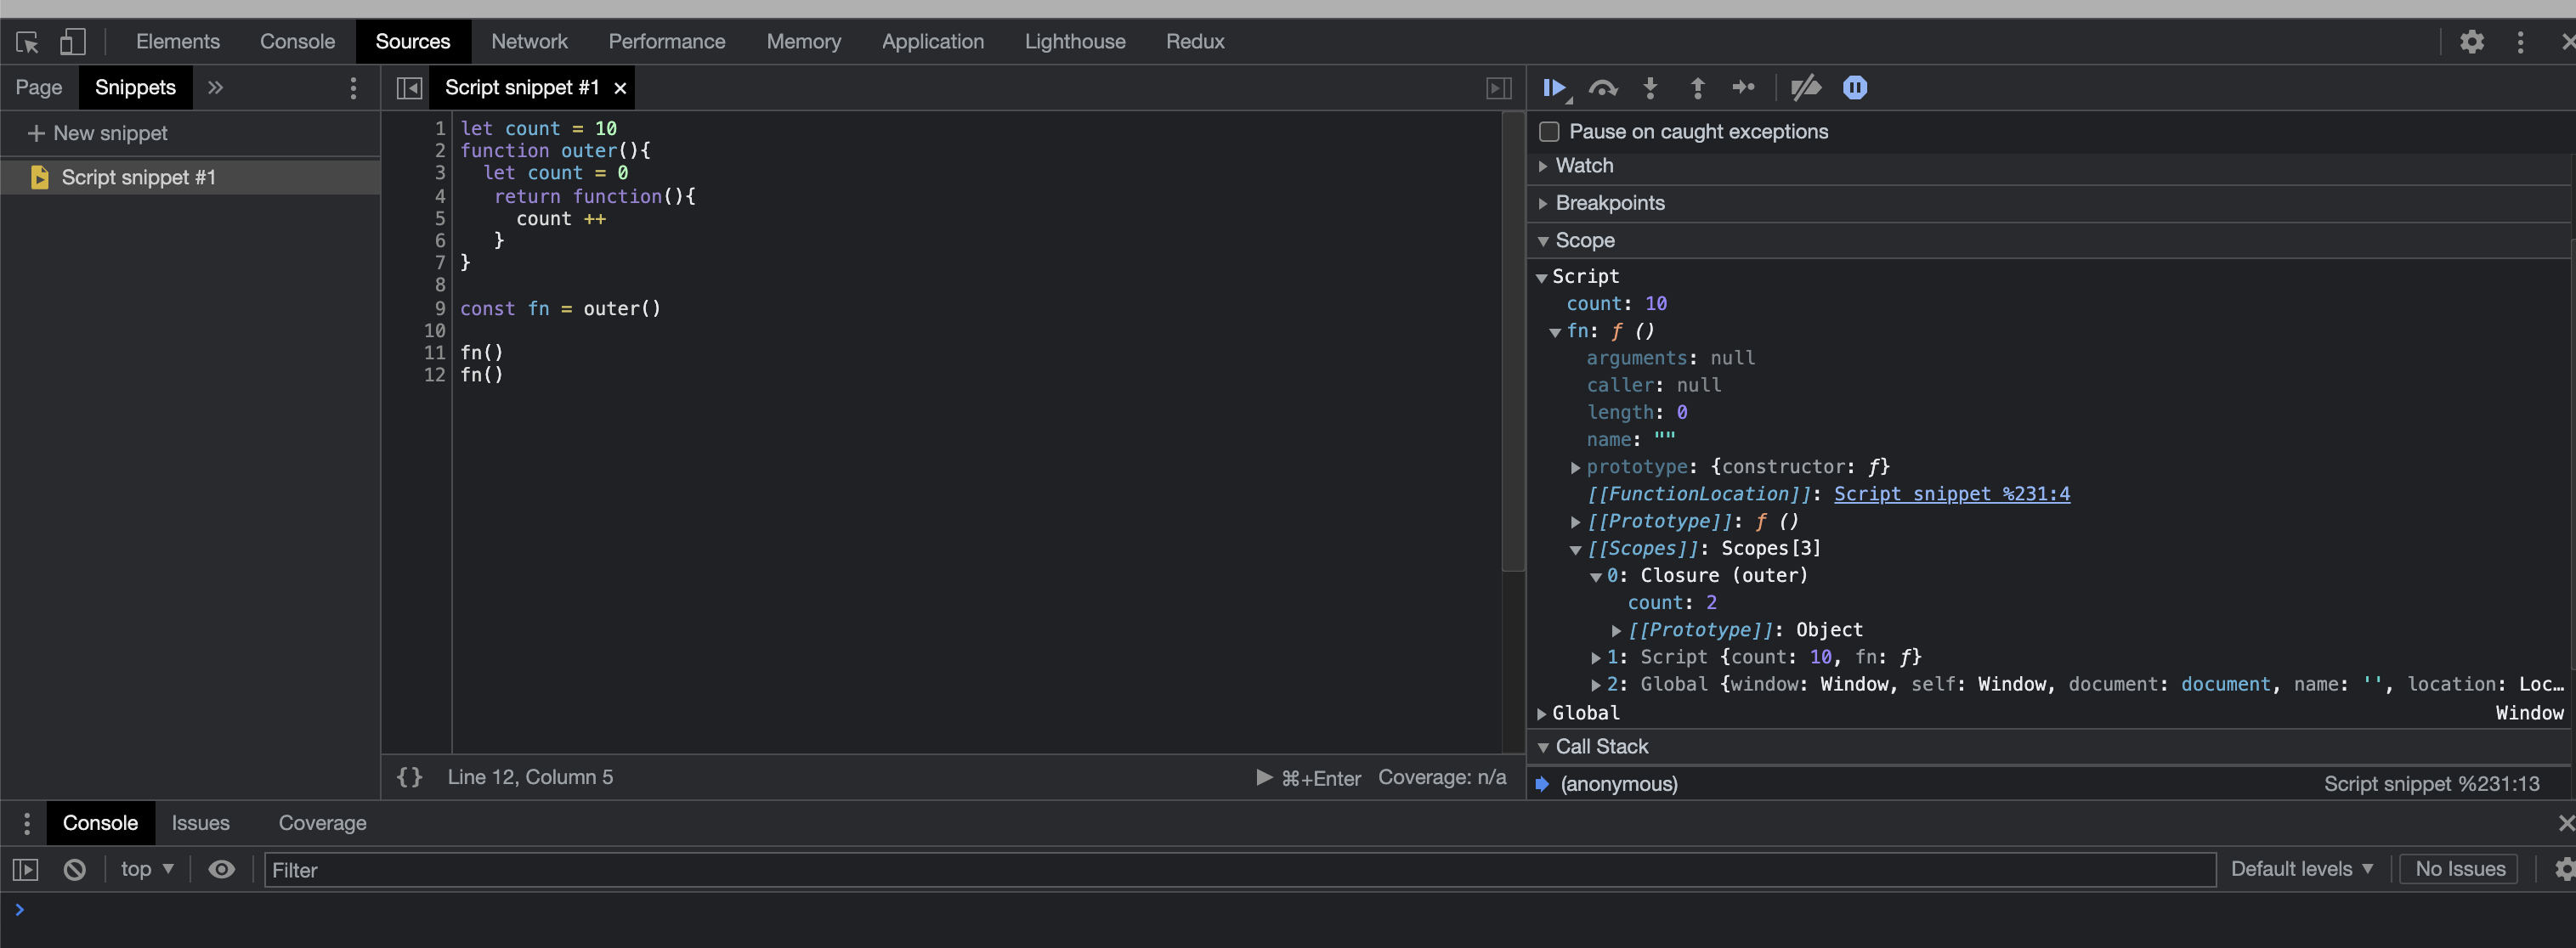 Elements Console Sources Network Performance Memory Application Lighthouse Redux
Page Snippets
Script snippet #1
New snippet
Script snippet #1
1 let count = 10
2 function outer(){
3 let count = 0
4 return function(){
5 count ++
6 }
7 }
8
9 const fn = outer()
10
11 fn()
12 fn()
{} Line 12, Column 5 ⌘+Enter Coverage: n/a
Pause on caught exceptions
Watch
Breakpoints
Scope
Script
count: 10
fn: ƒ ()
arguments: null
caller: null
length: 0
name: ""
prototype: {constructor: ƒ}
[[FunctionLocation]]: Script snippet %231:4
[[Prototype]]: ƒ ()
[[Scopes]]: Scopes[3]
0: Closure (outer)
count: 2
[[Prototype]]: Object
1: Script {count: 10, fn: ƒ}
2: Global {window: Window, self: Window, document: document, name: '', location: Loc…
Global Window
Call Stack
(anonymous) Script snippet %231:13
Console Issues Coverage
top Filter Default levels No Issues